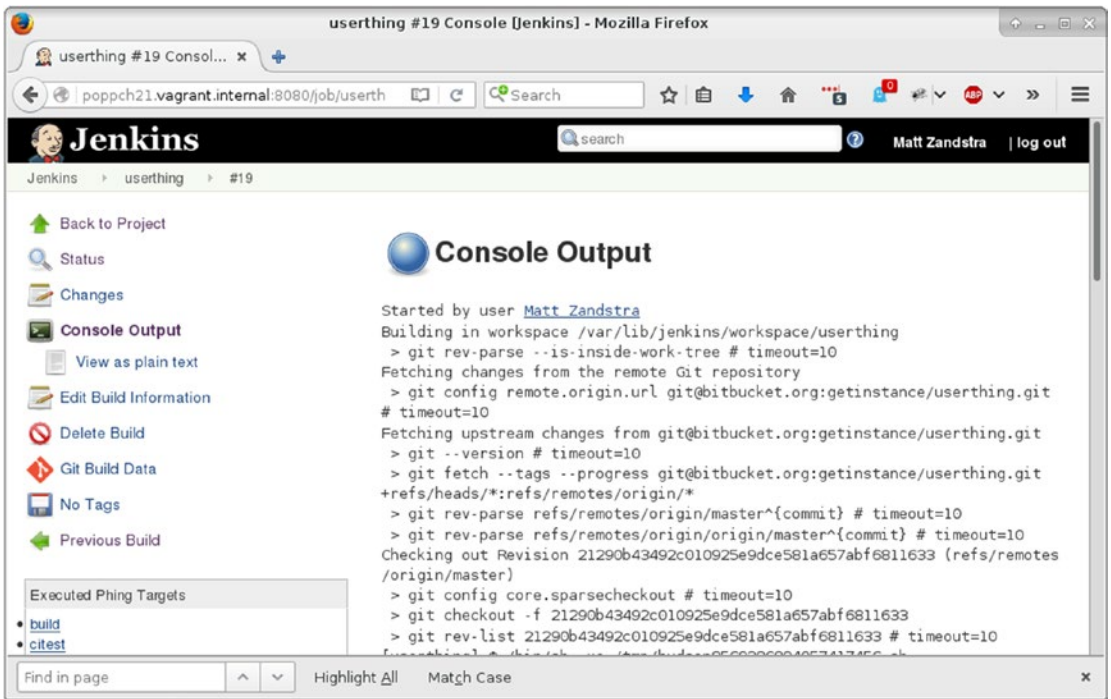 userthing #19 Console [Jenkins] - Mozilla Firefox
userthing #19 Consol...
poppch21.vagrant.internal:8080/job/userth
Search
S
0
ABP
Jenkins
search
Matt Zandstra
| log out
Jenkins
userthing
#19
Back to Project
Status
Changes
Console Output
View as plain text
Edit Build Information
Delete Build
Git Build Data
No Tags
Previous Build
Executed Phing Targets
build
citest
Console Output
Started by user Matt Zandstra
Building in workspace /var/lib/jenkins/workspace/userthing
> git rev-parse --is-inside-work-tree # timeout=10
Fetching changes from the remote Git repository
> git config remote.origin.url git@bitbucket.org:getinstance/userthing.git
# timeout=10
Fetching upstream changes from git@bitbucket.org:getinstance/userthing.git
> git --version # timeout=10
> git fetch --tags --progress git@bitbucket.org:getinstance/userthing.git
+refs/heads/*:refs/remotes/origin/*
> git rev-parse refs/remotes/origin/master^{commit} # timeout=10
> git rev-parse refs/remotes/origin/origin/master^{commit} # timeout=10
Checking out Revision 21290b43492c010925e9dce581a657abf6811633 (refs/remotes
/origin/master)
> git config core.sparsecheckout # timeout=10
> git checkout -f 21290b43492c010925e9dce581a657abf6811633
> git rev-list 21290b43492c010925e9dce581a657abf6811633 # timeout=10
Find in page
Highlight All
Match Case